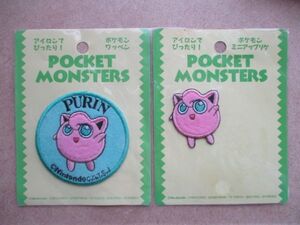 アイロンで
ぴったり!
ポケモン
ワッペン
POCKET
MONSTERS
PURIN
©Nintendo
アイロンで
ぴったり!
ポケモン
ミニアップリケ
POCKET
MONSTERS